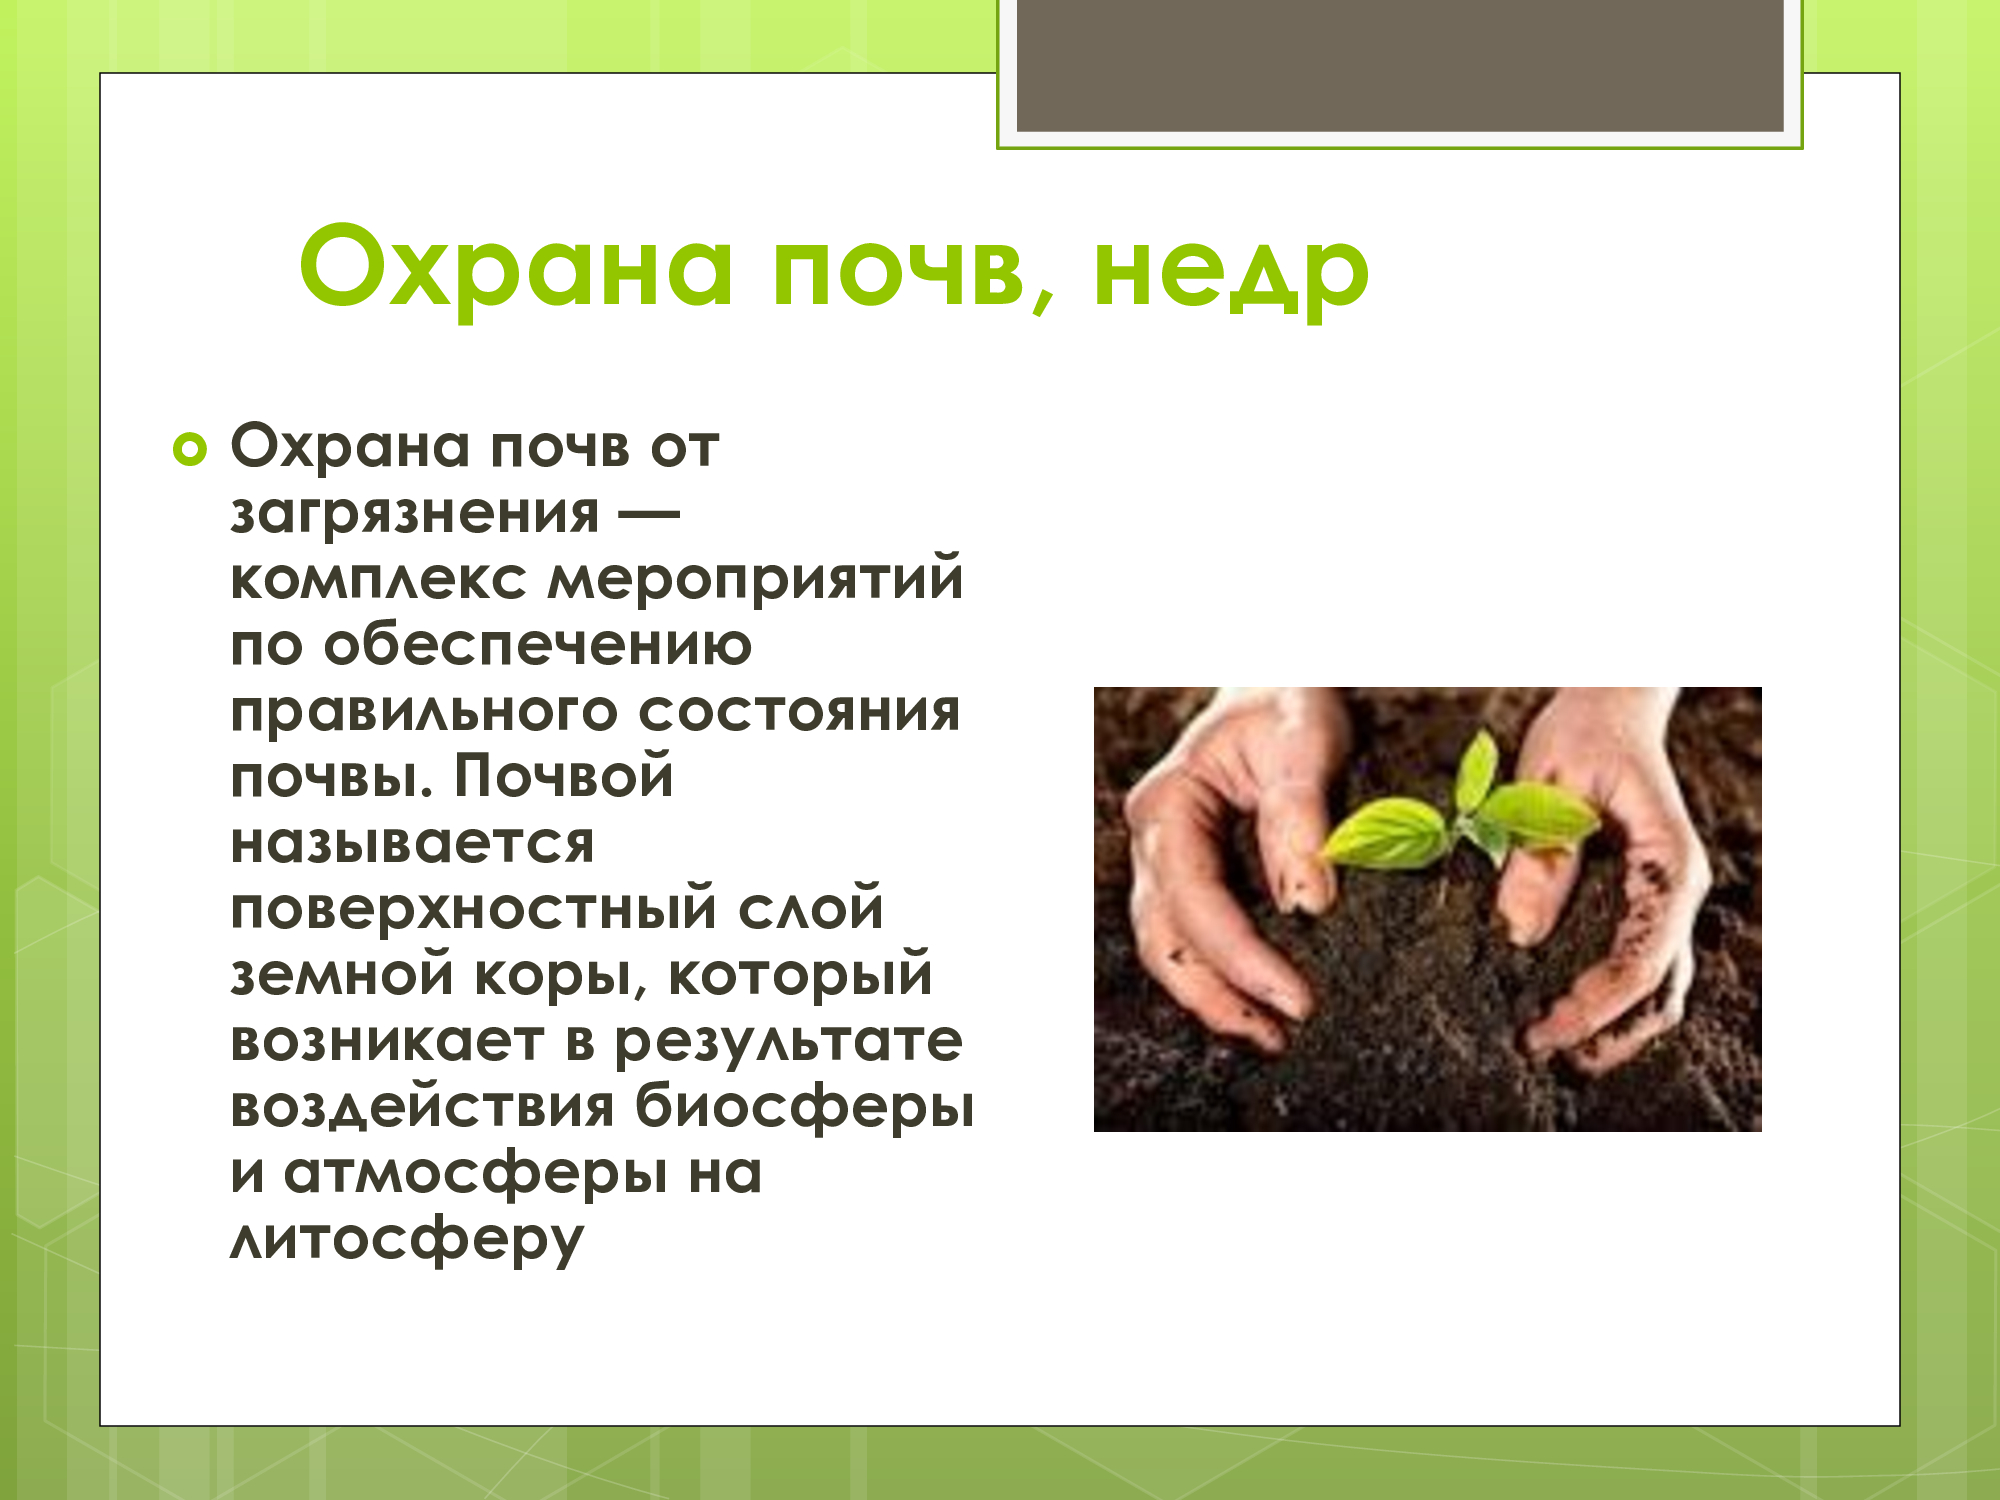 Охрана почв, недр
Охрана почв от
загрязнения —
комплекс мероприятий
по обеспечению
правильного состояния
почвы. Почвой
называется
поверхностный слой
земной коры, который
возникает в результате
воздействия биосферы
и атмосферы на
литосферу